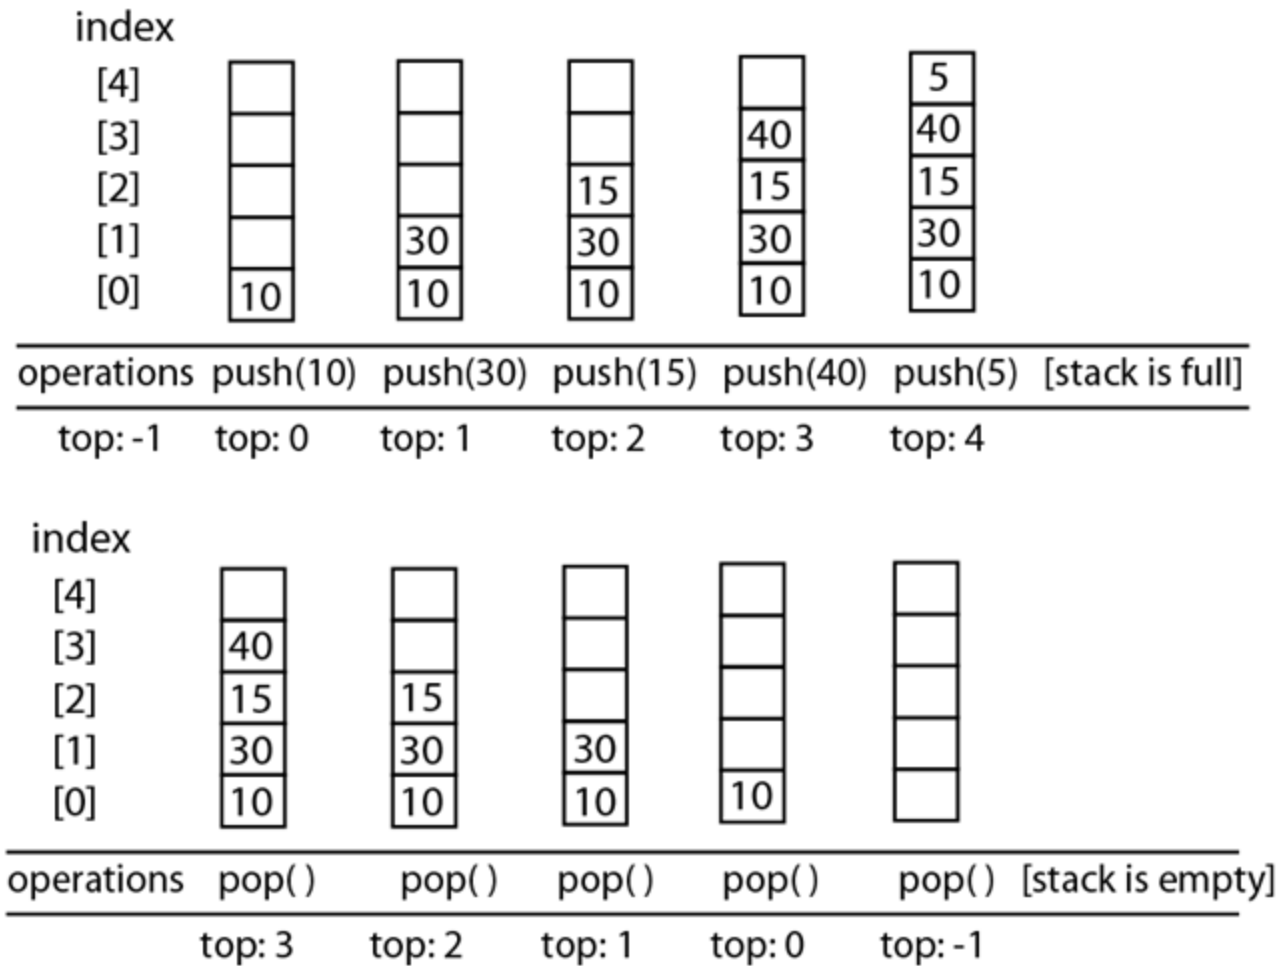 index
[4] 5
[3] 40 40
[2] 15 15 15
[1] 30 30 30 30
[0] 10 10 10 10 10
operations push(10) push(30) push(15) push(40) push(5) [stack is full]
top: -1 top: 0 top: 1 top: 2 top: 3 top: 4
index
[4]
[3] 40
[2] 15 15
[1] 30 30 30
[0] 10 10 10 10
operations pop( ) pop( ) pop( ) pop( ) pop( ) [stack is empty]
top: 3 top: 2 top: 1 top: 0 top: -1